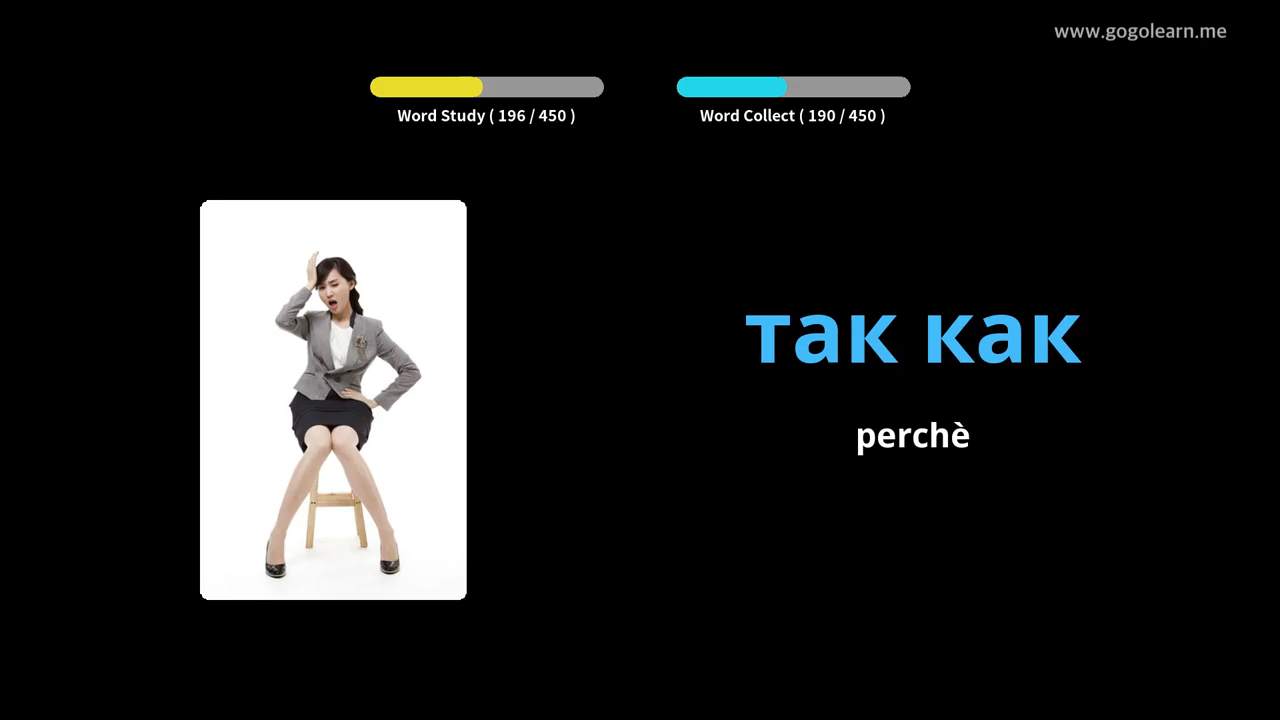 www.gogolearn.me
Word Study ( 196 / 450 )
Word Collect ( 190 / 450 )
так как
perchè